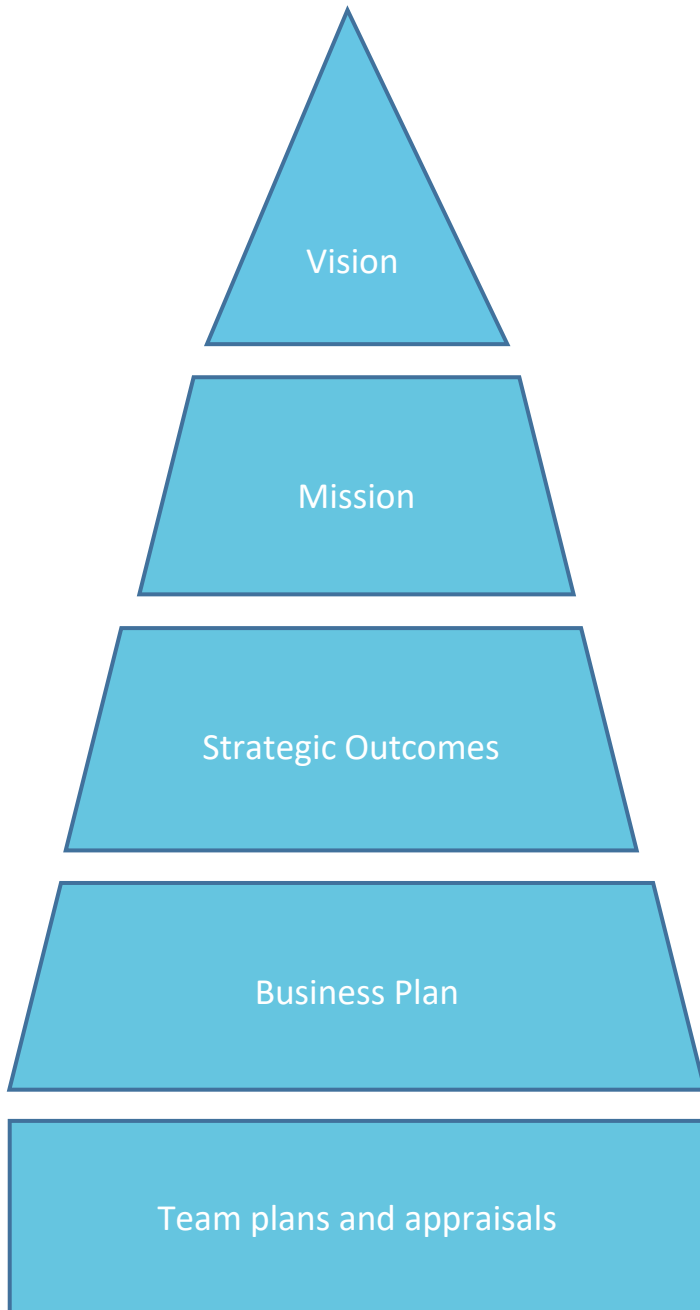 Vision
Mission
Strategic Outcomes
Business Plan
Team plans and appraisals